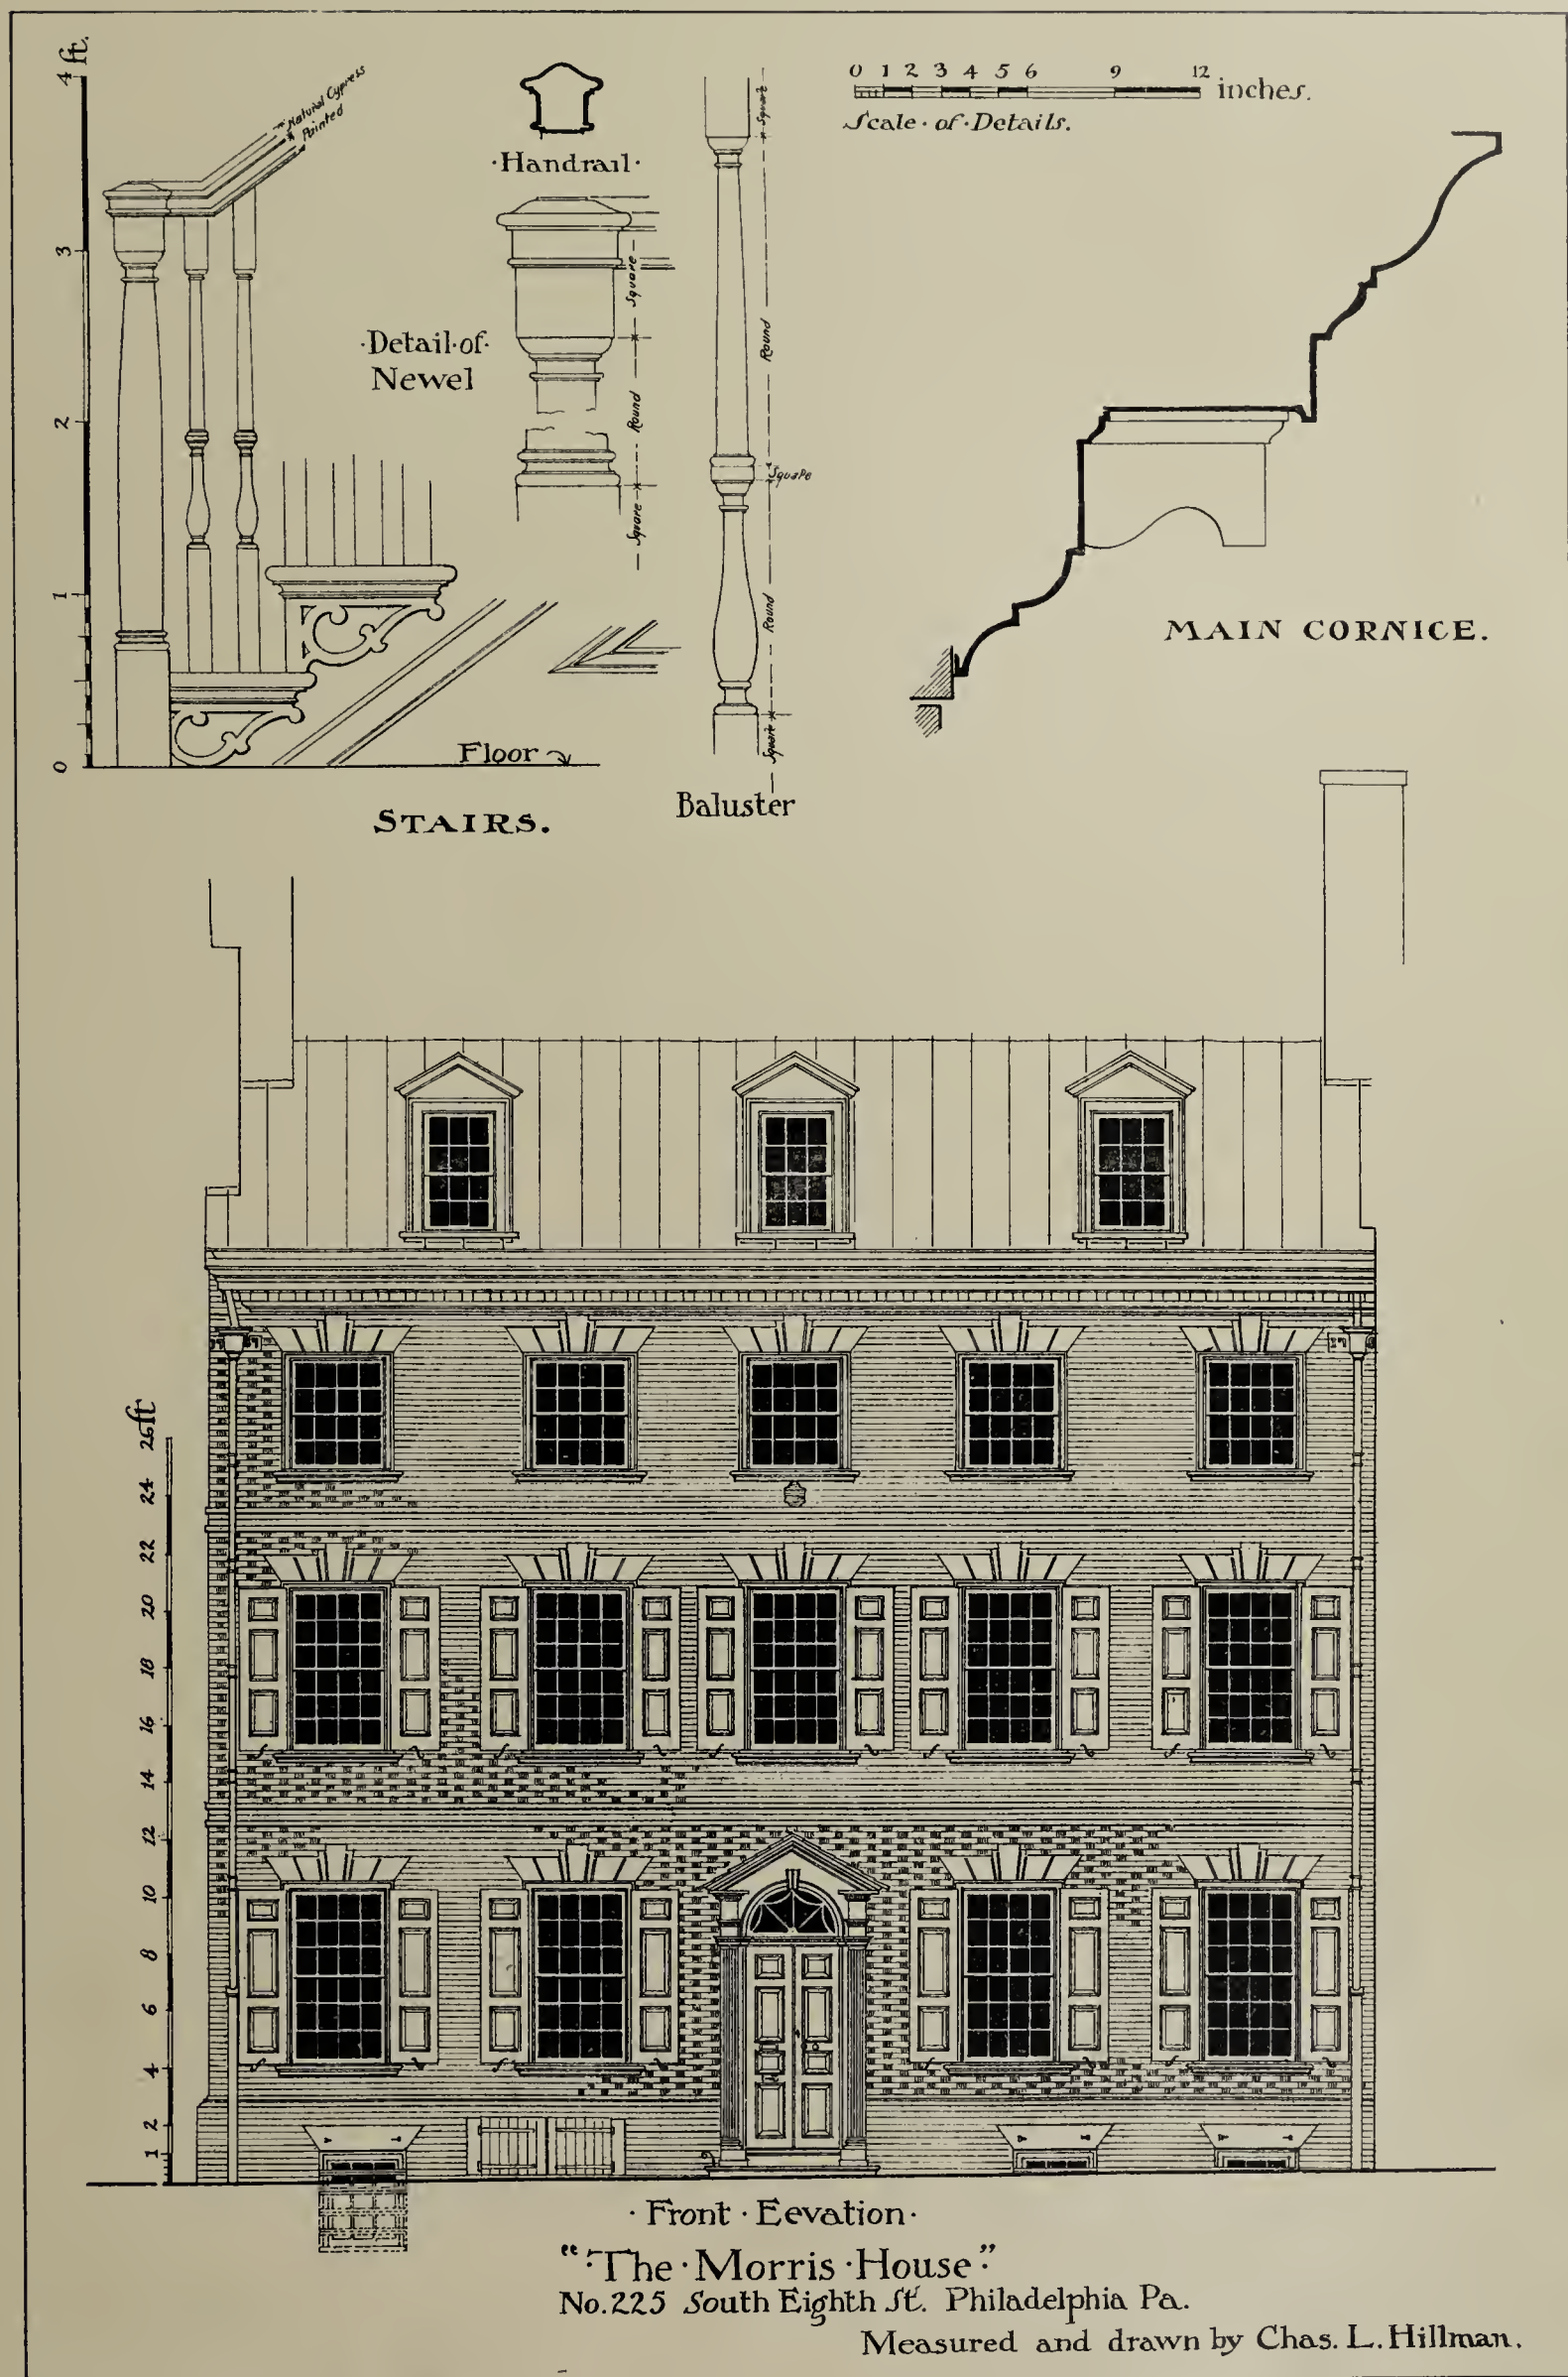 4 ft.
3
2
1
0
Natural Cypress
Painted
·Handrail·
·Detail·of·
Newel
Square
Round
Square
Square
Round
Square
Round
Square
Floor
STAIRS.
Baluster
0 1 2 3 4 5 6 9 12 inches.
Scale·of·Details.
MAIN CORNICE.
26ft
24
22
20
18
16
14
12
10
8
6
4
2
1
·Front·Eevation·
"·The·Morris·House·"
No.225 South Eighth St. Philadelphia Pa.
Measured and drawn by Chas. L. Hillman.